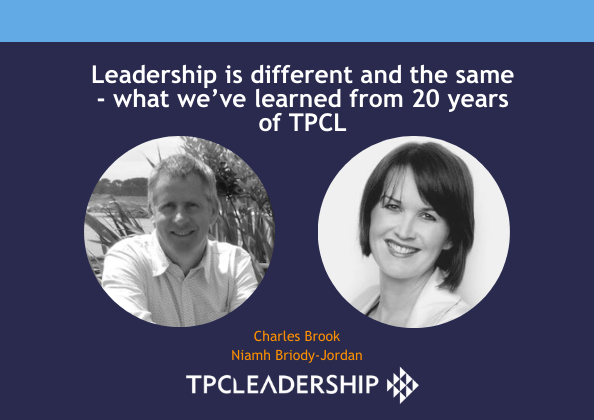 Leadership is different and the same
- what we’ve learned from 20 years
of TPCL
Charles Brook
Niamh Briody-Jordan
TPCLEADERSHIP